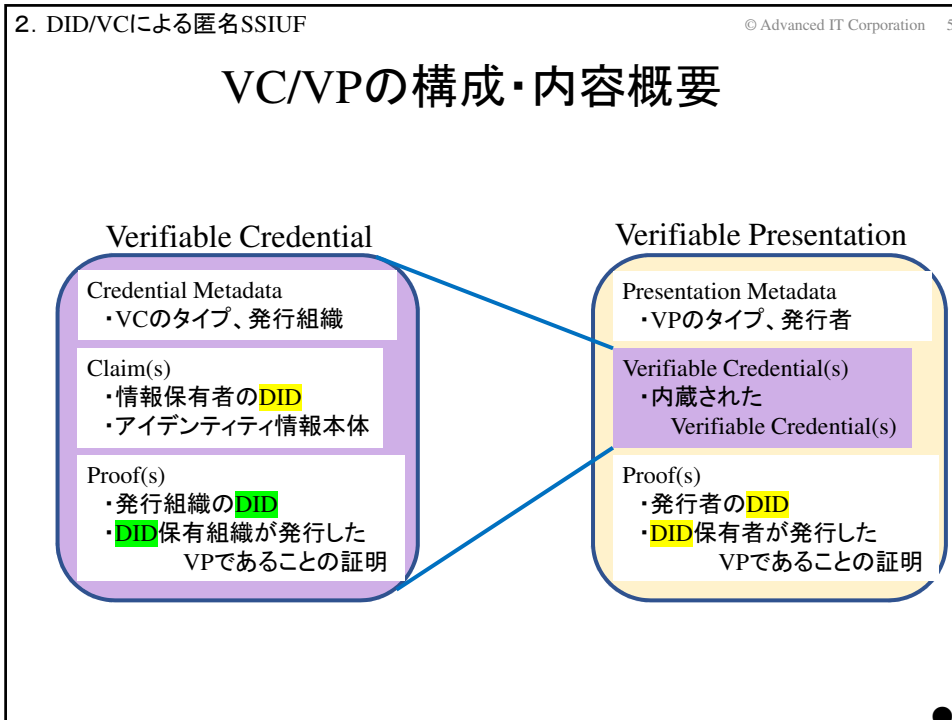 2．DID/VCによる匿名SSIUF
© Advanced IT Corporation 5
VC/VPの構成・内容概要
Verifiable Credential
Credential Metadata
・VCのタイプ、発行組織
Claim(s)
・情報保有者のDID
・アイデンティティ情報本体
Proof(s)
・発行組織のDID
・DID保有組織が発行した
VPであることの証明
Verifiable Presentation
Presentation Metadata
・VPのタイプ、発行者
Verifiable Credential(s)
・内蔵された
Verifiable Credential(s)
Proof(s)
・発行者のDID
・DID保有者が発行した
VPであることの証明